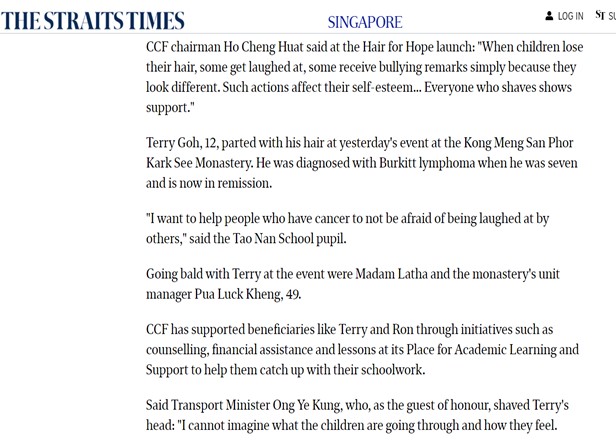 THE STRAITS TIMES
SINGAPORE
LOG IN
ST
CCF chairman Ho Cheng Huat said at the Hair for Hope launch: "When children lose
their hair, some get laughed at, some receive bullying remarks simply because they
look different. Such actions affect their self-esteem... Everyone who shaves shows
support."
Terry Goh, 12, parted with his hair at yesterday's event at the Kong Meng San Phor
Kark See Monastery. He was diagnosed with Burkitt lymphoma when he was seven
and is now in remission.
"I want to help people who have cancer to not be afraid of being laughed at by
others," said the Tao Nan School pupil.
Going bald with Terry at the event were Madam Latha and the monastery's unit
manager Pua Luck Kheng, 49.
CCF has supported beneficiaries like Terry and Ron through initiatives such as
counselling, financial assistance and lessons at its Place for Academic Learning and
Support to help them catch up with their schoolwork.
Said Transport Minister Ong Ye Kung, who, as the guest of honour, shaved Terry's
head: "I cannot imagine what the children are going through and how they feel.